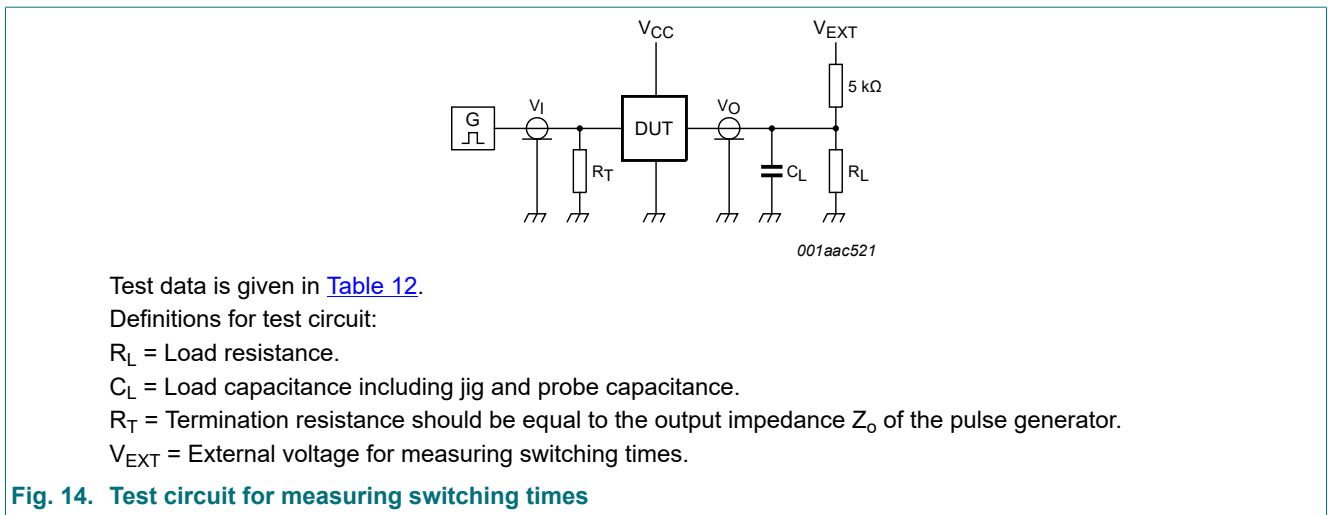 VCC
VEXT
5 kΩ
G
VI
DUT
VO
RT
CL
RL
001aac521
Test data is given in Table 12.
Definitions for test circuit:
RL = Load resistance.
CL = Load capacitance including jig and probe capacitance.
RT = Termination resistance should be equal to the output impedance Zo of the pulse generator.
VEXT = External voltage for measuring switching times.
Fig. 14. Test circuit for measuring switching times